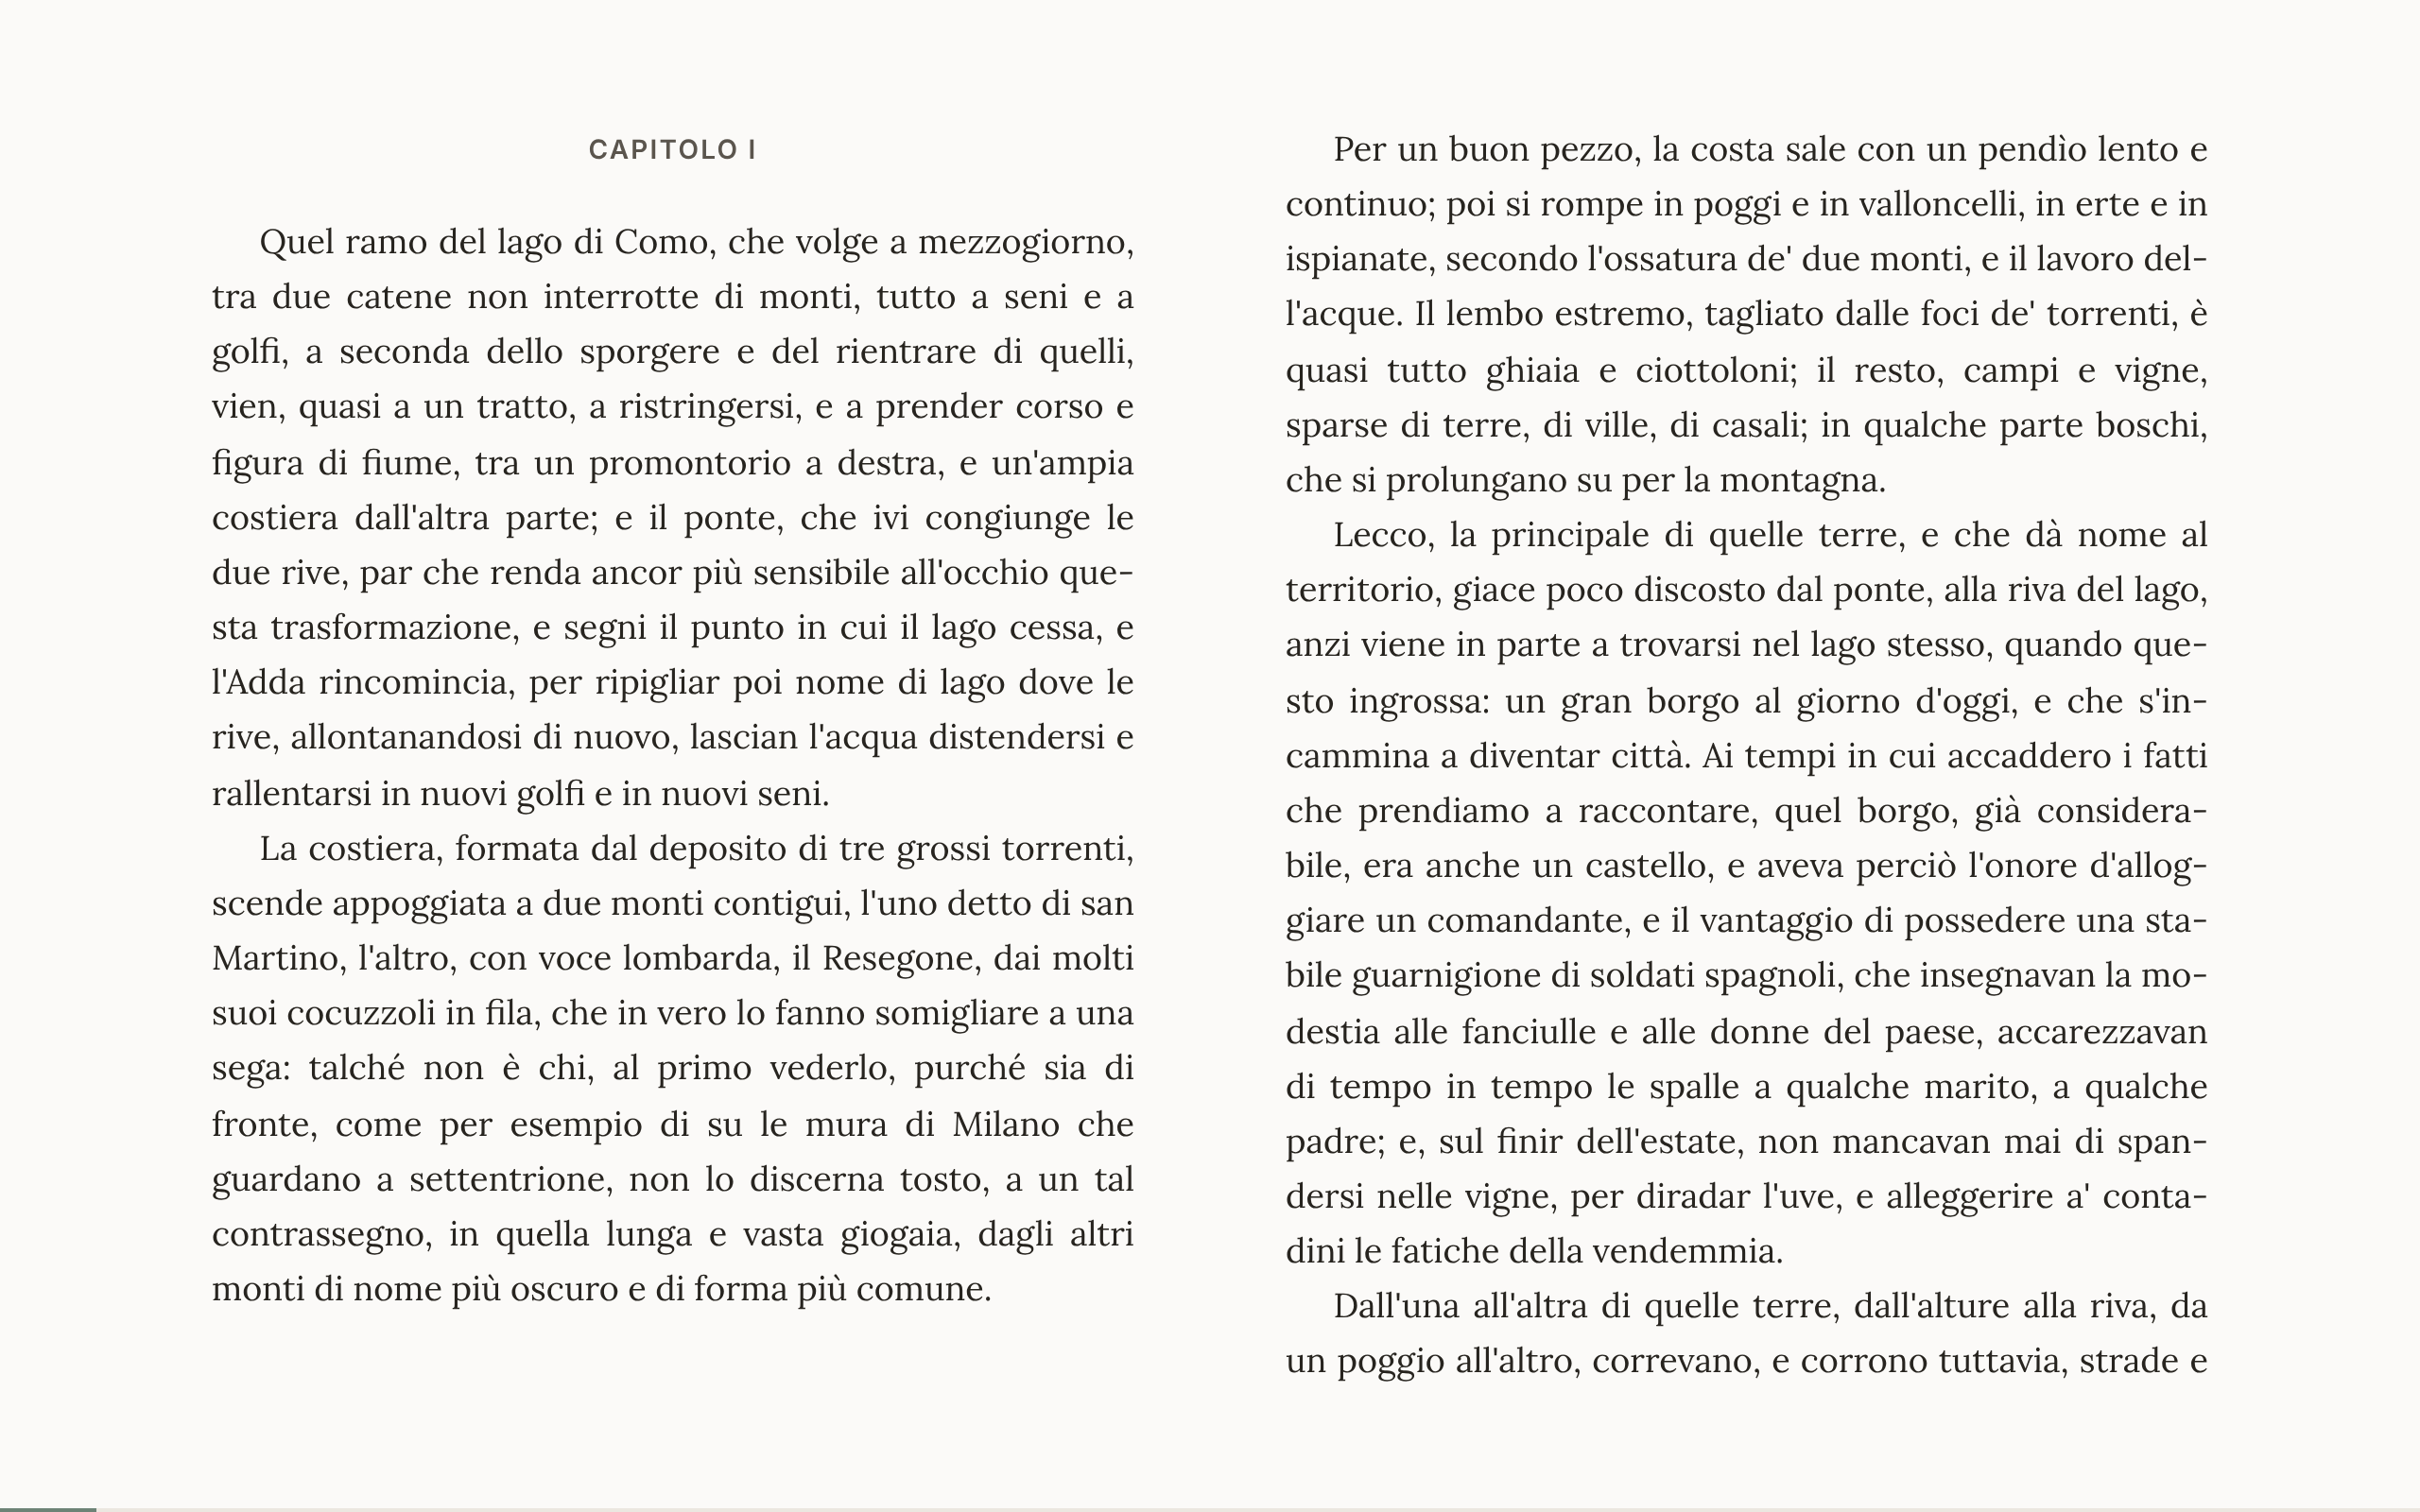 CAPITOLO I
Quel ramo del lago di Como, che volge a mezzogiorno,
tra due catene non interrotte di monti, tutto a seni e a
golfi, a seconda dello sporgere e del rientrare di quelli,
vien, quasi a un tratto, a ristringersi, e a prender corso e
figura di fiume, tra un promontorio a destra, e un'ampia
costiera dall'altra parte; e il ponte, che ivi congiunge le
due rive, par che renda ancor più sensibile all'occhio que-
sta trasformazione, e segni il punto in cui il lago cessa, e
l'Adda rincomincia, per ripigliar poi nome di lago dove le
rive, allontanandosi di nuovo, lascian l'acqua distendersi e
rallentarsi in nuovi golfi e in nuovi seni.
La costiera, formata dal deposito di tre grossi torrenti,
scende appoggiata a due monti contigui, l'uno detto di san
Martino, l'altro, con voce lombarda, il Resegone, dai molti
suoi cocuzzoli in fila, che in vero lo fanno somigliare a una
sega: talché non è chi, al primo vederlo, purché sia di
fronte, come per esempio di su le mura di Milano che
guardano a settentrione, non lo discerna tosto, a un tal
contrassegno, in quella lunga e vasta giogaia, dagli altri
monti di nome più oscuro e di forma più comune.
Per un buon pezzo, la costa sale con un pendìo lento e
continuo; poi si rompe in poggi e in valloncelli, in erte e in
ispianate, secondo l'ossatura de' due monti, e il lavoro del-
l'acque. Il lembo estremo, tagliato dalle foci de' torrenti, è
quasi tutto ghiaia e ciottoloni; il resto, campi e vigne,
sparse di terre, di ville, di casali; in qualche parte boschi,
che si prolungano su per la montagna.
Lecco, la principale di quelle terre, e che dà nome al
territorio, giace poco discosto dal ponte, alla riva del lago,
anzi viene in parte a trovarsi nel lago stesso, quando que-
sto ingrossa: un gran borgo al giorno d'oggi, e che s'in-
cammina a diventar città. Ai tempi in cui accaddero i fatti
che prendiamo a raccontare, quel borgo, già considera-
bile, era anche un castello, e aveva perciò l'onore d'allog-
giare un comandante, e il vantaggio di possedere una sta-
bile guarnigione di soldati spagnoli, che insegnavan la mo-
destia alle fanciulle e alle donne del paese, accarezzavan
di tempo in tempo le spalle a qualche marito, a qualche
padre; e, sul finir dell'estate, non mancavan mai di span-
dersi nelle vigne, per diradar l'uve, e alleggerire a' conta-
dini le fatiche della vendemmia.
Dall'una all'altra di quelle terre, dall'alture alla riva, da
un poggio all'altro, correvano, e corrono tuttavia, strade e